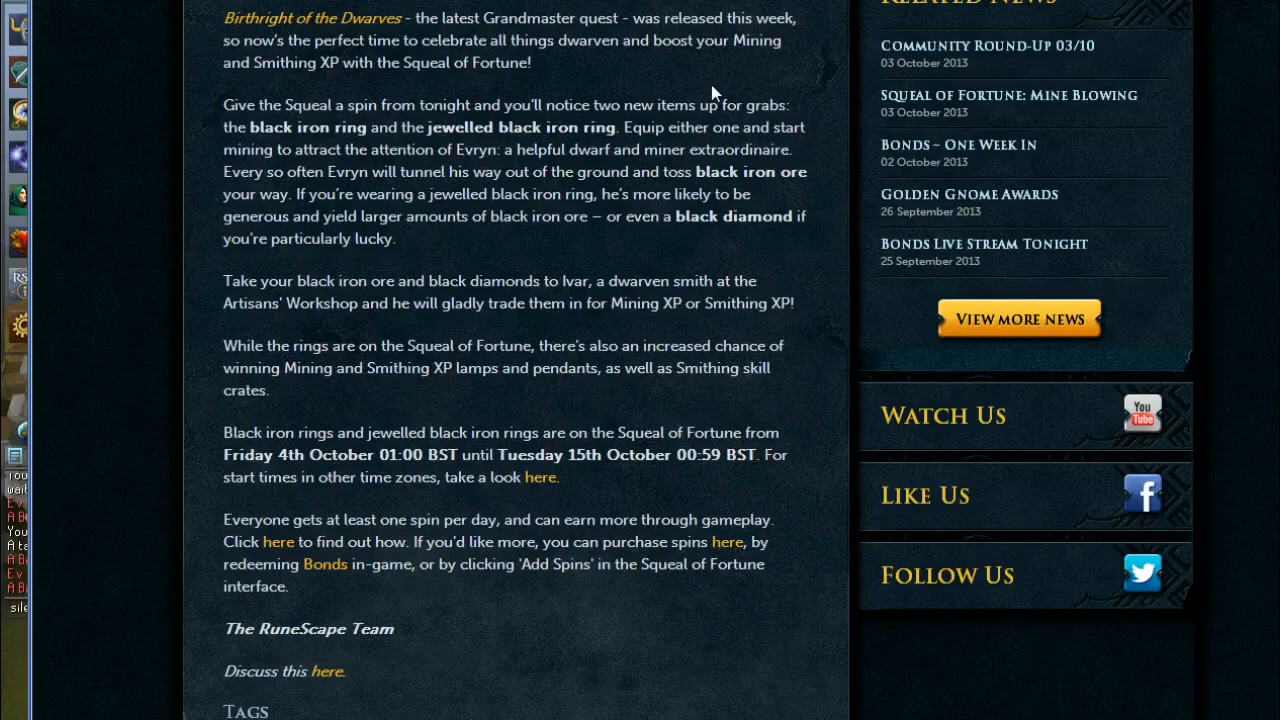 Birthright of the Dwarves - the latest Grandmaster quest - was released this week,
so now's the perfect time to celebrate all things dwarven and boost your Mining
and Smithing XP with the Squeal of Fortune!
Give the Squeal a spin from tonight and you'll notice two new items up for grabs:
the black iron ring and the jewelled black iron ring. Equip either one and start
mining to attract the attention of Evryn: a helpful dwarf and miner extraordinaire.
Every so often Evryn will tunnel his way out of the ground and toss black iron ore
your way. If you're wearing a jewelled black iron ring, he's more likely to be
generous and yield larger amounts of black iron ore – or even a black diamond if
you're particularly lucky.
Take your black iron ore and black diamonds to Ivar, a dwarven smith at the
Artisans' Workshop and he will gladly trade them in for Mining XP or Smithing XP!
While the rings are on the Squeal of Fortune, there's also an increased chance of
winning Mining and Smithing XP lamps and pendants, as well as Smithing skill
crates.
Black iron rings and jewelled black iron rings are on the Squeal of Fortune from
Friday 4th October 01:00 BST until Tuesday 15th October 00:59 BST. For
start times in other time zones, take a look here.
Everyone gets at least one spin per day, and can earn more through gameplay.
Click here to find out how. If you'd like more, you can purchase spins here, by
redeeming Bonds in-game, or by clicking 'Add Spins' in the Squeal of Fortune
interface.
The RuneScape Team
Discuss this here.
Tags
Related News
Community Round-Up 03/10
03 October 2013
Squeal of Fortune: Mine Blowing
03 October 2013
Bonds – One Week In
02 October 2013
Golden Gnome Awards
26 September 2013
Bonds Live Stream Tonight
25 September 2013
View More News
Watch Us
You Tube
Like Us
f
Follow Us
RS
You
wait
Ev
A B
You
A ta
A B
Ev
A B
sile